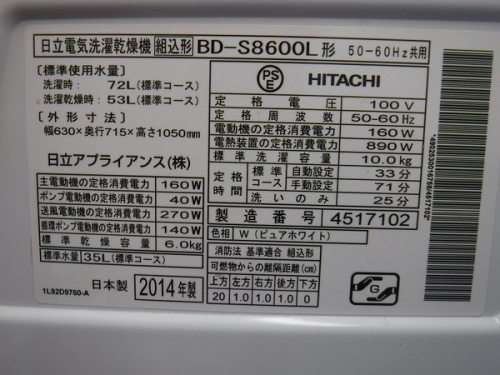 日立電気洗濯乾燥機 組込形 BD-S8600L形 50-60Hz共用
〔標準使用水量〕
洗濯時： 72L(標準コース)
洗濯乾燥時：53L(標準コース)
〔外形寸法〕
幅630×奥行715×高さ1050mm
日立アプライアンス(株)
主電動機の定格消費電力 160W
ポンプ電動機の定格消費電力 40W
送風電動機の定格消費電力 270W
循環ポンプ電動機の定格消費電力 140W
標準乾燥容量 6.0kg
標準水量 35L(標準コース)
日本製 2014年製
1L92D9760-A
PS
E
HITACHI
定格電圧 100V
定格周波数 50-60Hz
電動機の定格消費電力 160W
電熱装置の定格消費電力 890W
標準洗濯容量 10.0kg
定格時間 標準コース 自動設定 33分
手動設定 71分
洗いのみ 25分
製造番号 4517102
色相 W (ピュアホワイト)
消防法 基準適合 組込形
可燃物からの離隔距離(cm)
上方 左方 右方 前方 後方 下方
20 1.0 1.0 1.0 1.0 0
G